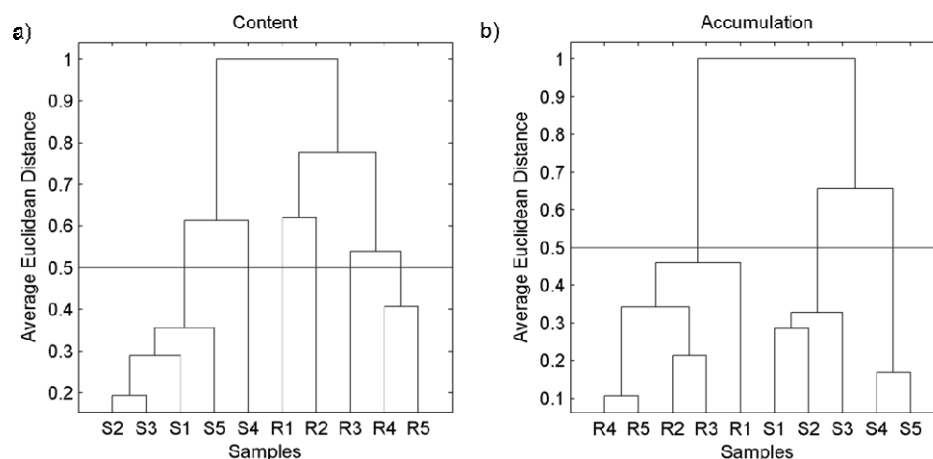 a)
Content
Average Euclidean Distance
1
0.9
0.8
0.7
0.6
0.5
0.4
0.3
0.2
S2 S3 S1 S5 S4 R1 R2 R3 R4 R5
Samples
b)
Accumulation
Average Euclidean Distance
1
0.9
0.8
0.7
0.6
0.5
0.4
0.3
0.2
0.1
R4 R5 R2 R3 R1 S1 S2 S3 S4 S5
Samples